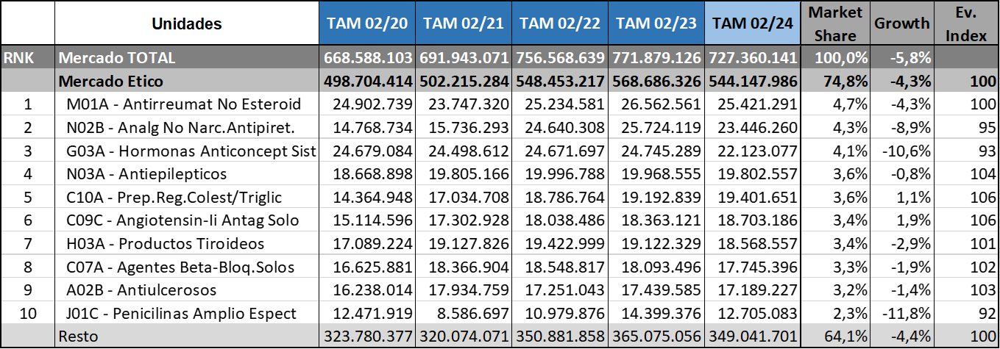 Unidades TAM 02/20 TAM 02/21 TAM 02/22 TAM 02/23 TAM 02/24 Market Share Growth Ev. Index
RNK Mercado TOTAL 668.588.103 691.943.071 756.568.639 771.879.126 727.360.141 100,0% -5,8%
Mercado Etico 498.704.414 502.215.284 548.453.217 568.686.326 544.147.986 74,8% -4,3% 100
1 M01A - Antirreumat No Esteroid 24.902.739 23.747.320 25.234.581 26.562.561 25.421.291 4,7% -4,3% 100
2 N02B - Analg No Narc.Antipiret. 14.768.734 15.736.293 24.640.308 25.724.119 23.446.260 4,3% -8,9% 95
3 G03A - Hormonas Anticoncept Sist 24.679.084 24.498.612 24.671.697 24.745.289 22.123.077 4,1% -10,6% 93
4 N03A - Antiepilepticos 18.668.898 19.805.166 19.996.788 19.968.555 19.802.557 3,6% -0,8% 104
5 C10A - Prep.Reg.Colest/Triglic 14.364.948 17.034.708 18.786.764 19.192.839 19.401.651 3,6% 1,1% 106
6 C09C - Angiotensin-Ii Antag Solo 15.114.596 17.302.928 18.038.486 18.363.121 18.703.186 3,4% 1,9% 106
7 H03A - Productos Tiroideos 17.089.224 19.127.826 19.422.999 19.122.329 18.568.557 3,4% -2,9% 101
8 C07A - Agentes Beta-Bloq.Solos 16.625.881 18.366.904 18.548.817 18.093.496 17.745.396 3,3% -1,9% 102
9 A02B - Antiulcerosos 16.238.014 17.934.759 17.251.043 17.439.585 17.189.227 3,2% -1,4% 103
10 J01C - Penicilinas Amplio Espect 12.471.919 8.586.697 10.979.876 14.399.376 12.705.083 2,3% -11,8% 92
Resto 323.780.377 320.074.071 350.881.858 365.075.056 349.041.701 64,1% -4,4% 100